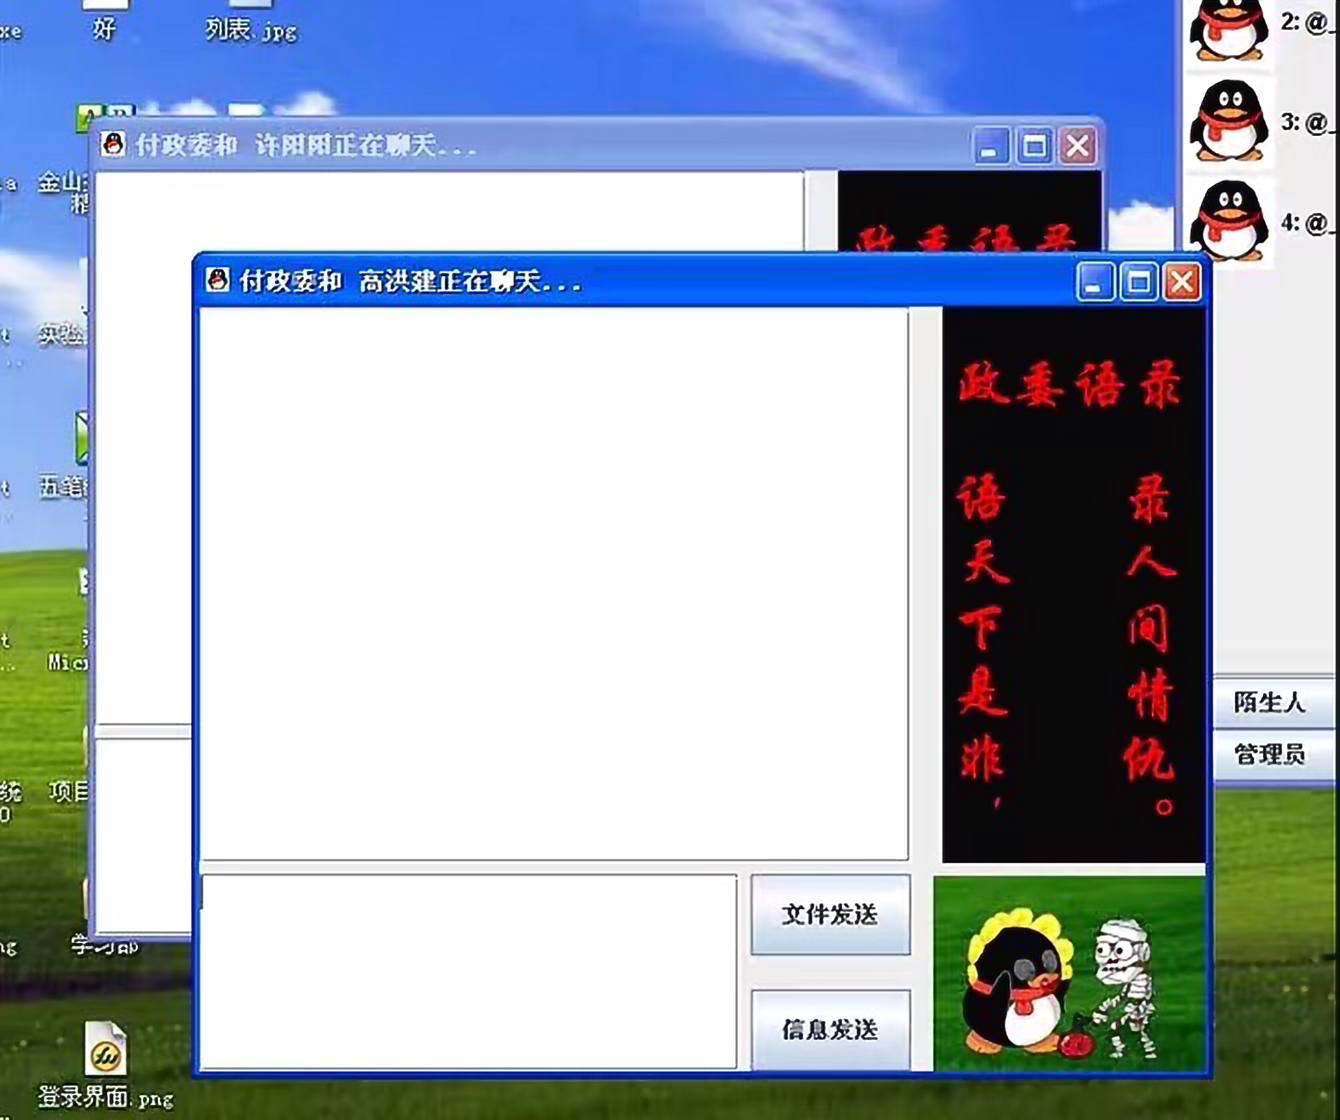 好
列表.jpg
2: @
3: @
4: @
付政委和 许阳阳正在聊天...
政委语录
付政委和 高洪建正在聊天...
政委语录
语天下是非，
录人间情仇。
金山
实验
五笔
Mic
项目
学习部
陌生人
管理员
文件发送
信息发送
登录界面.png